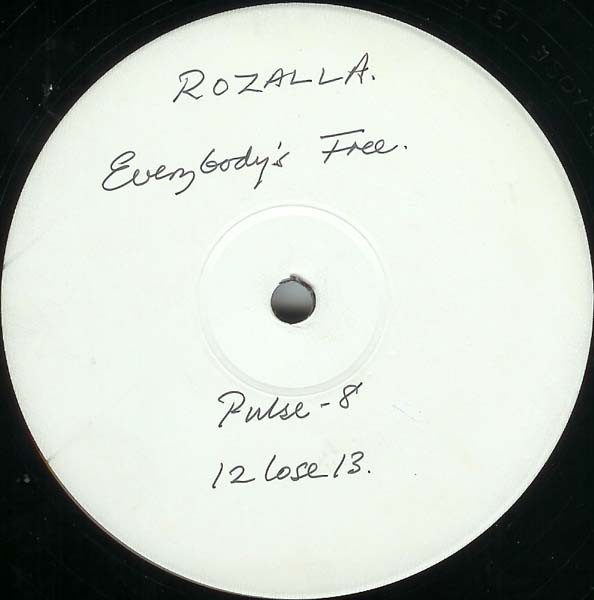 ROZALLA.
Everybody's Free.
Pulse-8
12 Lose 13.